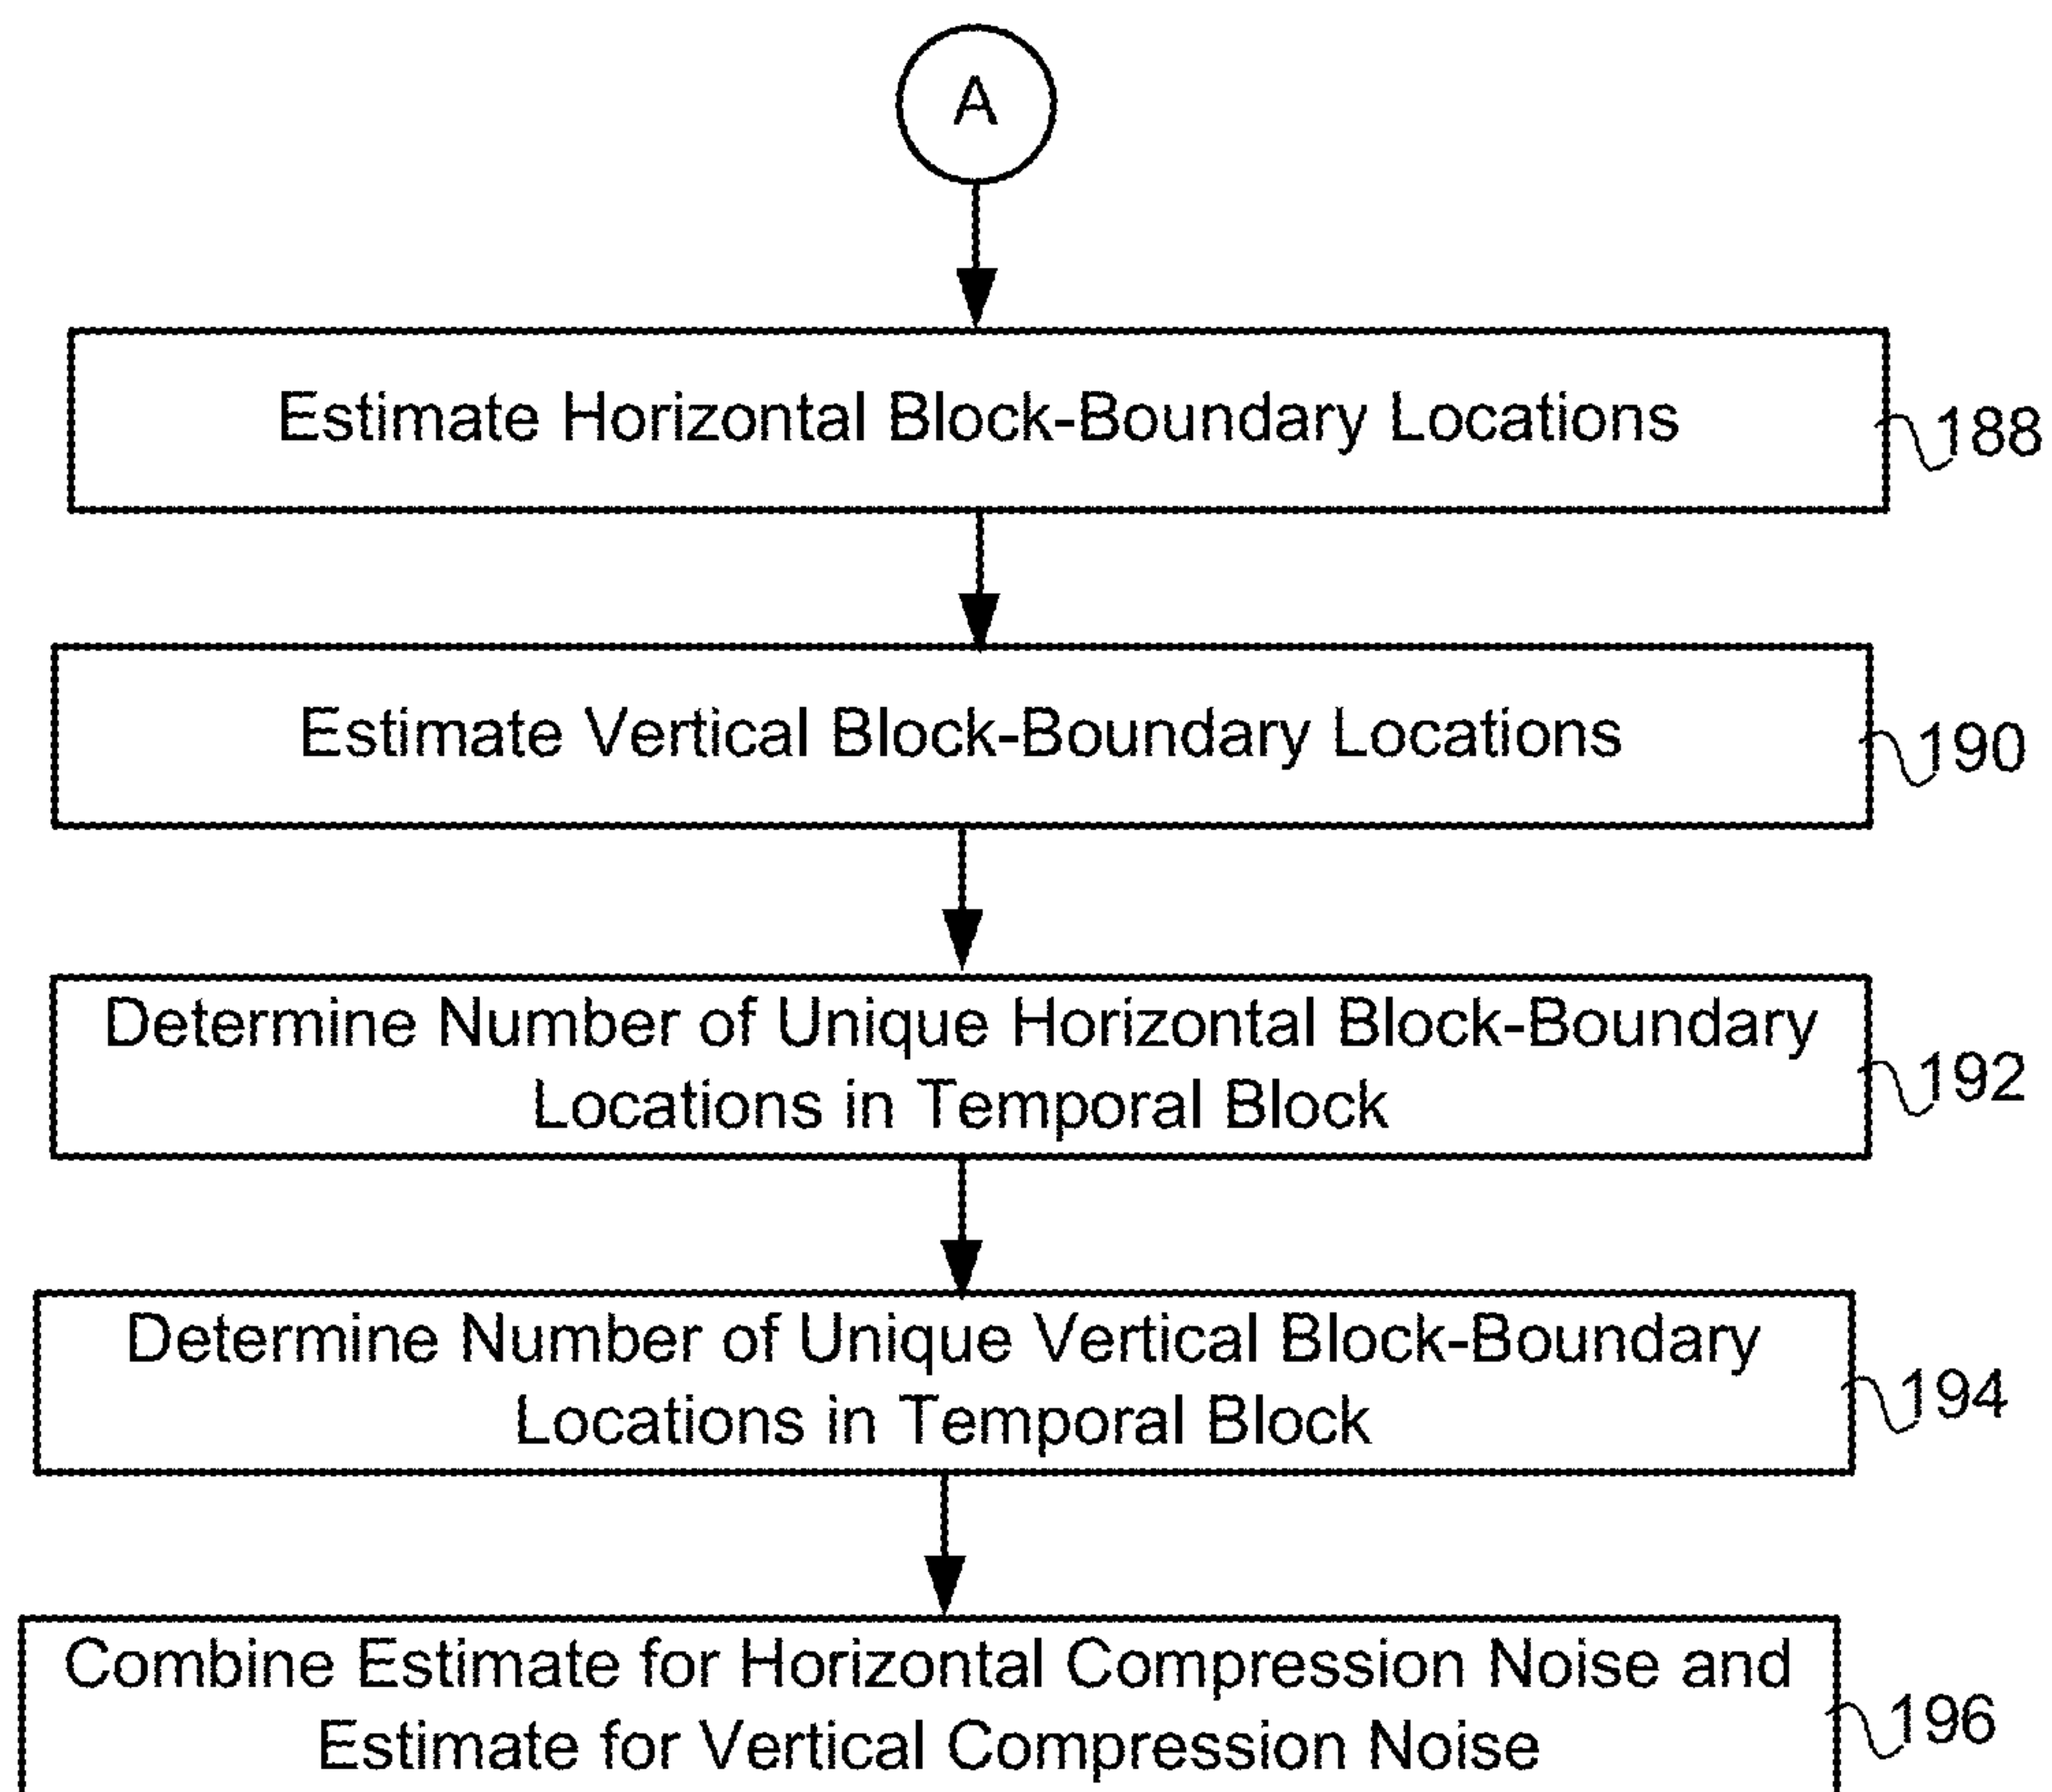 A
Estimate Horizontal Block-Boundary Locations
188
Estimate Vertical Block-Boundary Locations
190
Determine Number of Unique Horizontal Block-Boundary
Locations in Temporal Block
192
Determine Number of Unique Vertical Block-Boundary
Locations in Temporal Block
194
Combine Estimate for Horizontal Compression Noise and
Estimate for Vertical Compression Noise
196